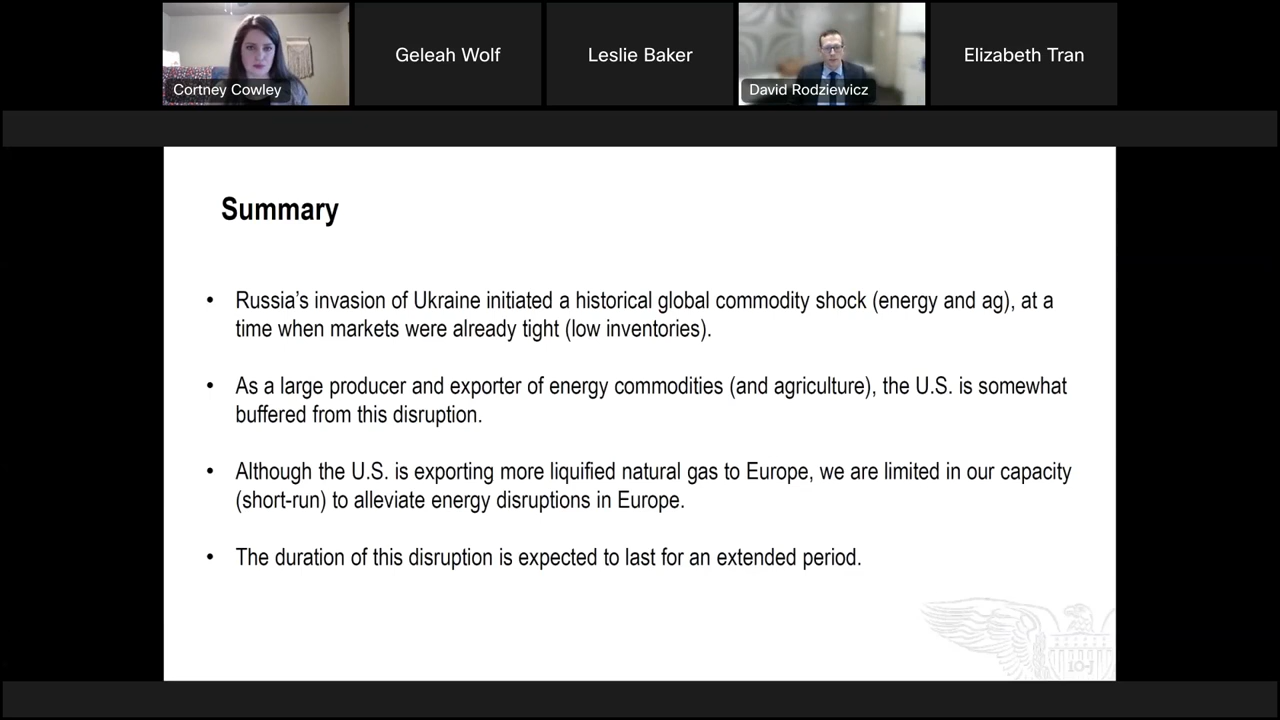 Cortney Cowley
Geleah Wolf
Leslie Baker
David Rodziewicz
Elizabeth Tran
Summary
• Russia’s invasion of Ukraine initiated a historical global commodity shock (energy and ag), at a
time when markets were already tight (low inventories).
• As a large producer and exporter of energy commodities (and agriculture), the U.S. is somewhat
buffered from this disruption.
• Although the U.S. is exporting more liquified natural gas to Europe, we are limited in our capacity
(short-run) to alleviate energy disruptions in Europe.
• The duration of this disruption is expected to last for an extended period.
10-J